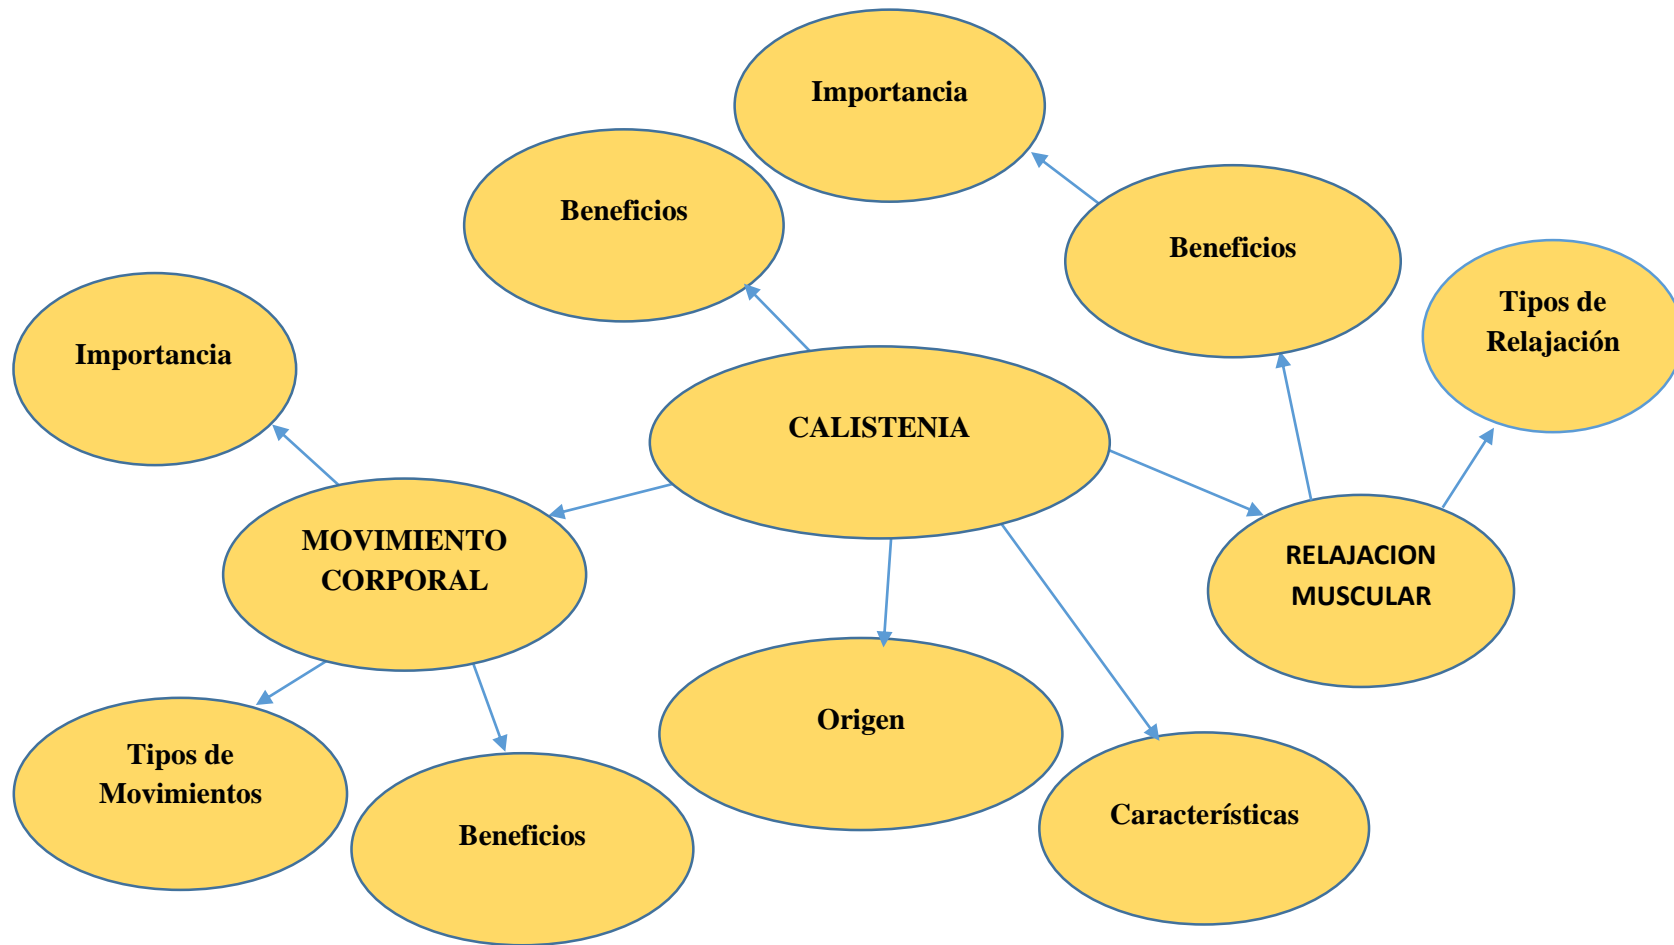 Importancia
Beneficios
Beneficios
Tipos de
Relajación
Importancia
CALISTENIA
MOVIMIENTO
CORPORAL
RELAJACION
MUSCULAR
Origen
Tipos de
Movimientos
Beneficios
Características